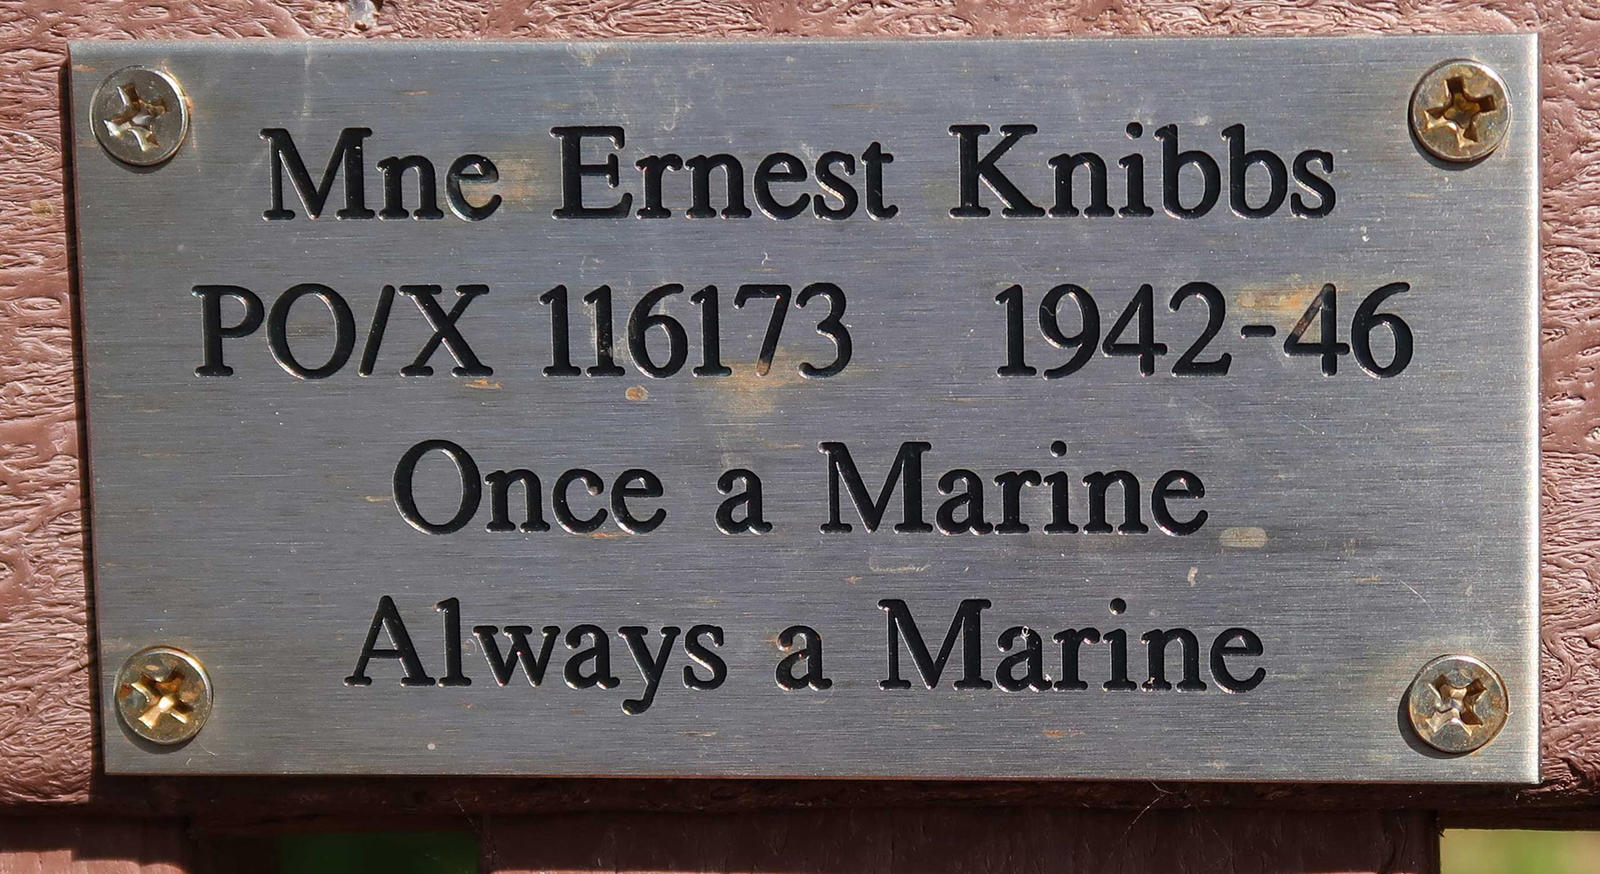 Mne Ernest Knibbs
PO/X 116173 1942-46
Once a Marine
Always a Marine